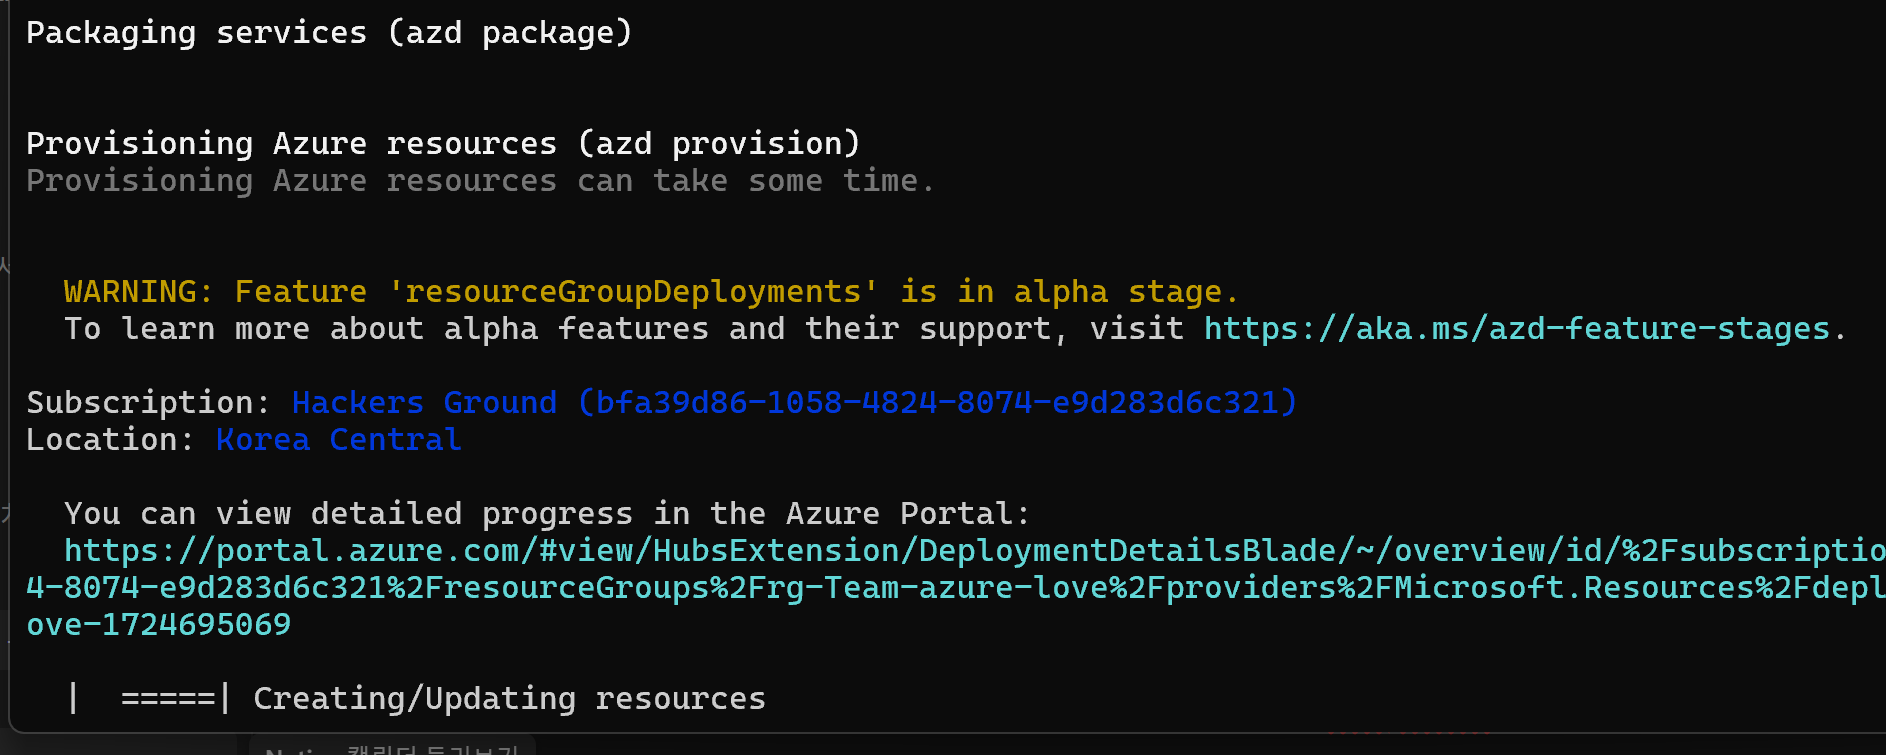 Packaging services (azd package)
Provisioning Azure resources (azd provision)
Provisioning Azure resources can take some time.
WARNING: Feature 'resourceGroupDeployments' is in alpha stage.
To learn more about alpha features and their support, visit https://aka.ms/azd-feature-stages.
Subscription: Hackers Ground (bfa39d86-1058-4824-8074-e9d283d6c321)
Location: Korea Central
You can view detailed progress in the Azure Portal:
https://portal.azure.com/#view/HubsExtension/DeploymentDetailsBlade/~/overview/id/%2Fsubscriptio
4-8074-e9d283d6c321%2FresourceGroups%2Frg-Team-azure-love%2Fproviders%2FMicrosoft.Resources%2Fdepl
ove-1724695069
|  =====| Creating/Updating resources